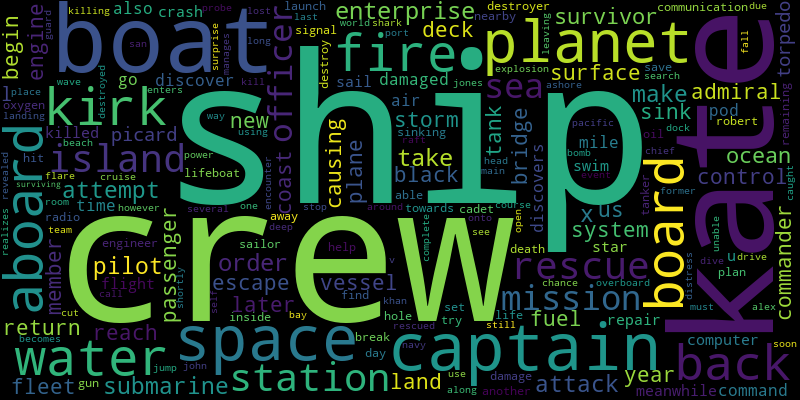 killing
also
crash
enterprise
deck
destroyer
launch
last
nearby
probe
lost
communication
due
begin
guard
boat
surprise
san
long
jump
world
shark
survivor
planet
leaving
save
fall
engine
wave
discover
officer
signal
fire
damaged
jones
explosion
search
kate
torpedo
enters
go
manages
kill
destroy
sail
port
surface
place
oxygen
landing
destroyed
kirk
new
air
sea
make
admiral
remaining
ship
storm
tank
sink
pod
robert
killed
picard
way
using
black
sinking
raft
bridge
pacific
mile
oil
dock
ocean
aboard
hit
beach
island
power
lifeboat
causing
plane
take
head
main
bomb
swim
chief
former
control
caught
revealed
flare
cruise
surviving
attempt
encounter
coast
able
discovers
event
tanker
board
realizes
room
however
several
one
stop
around
towards
cadet
course
x
us
system
time
radio
away
deep
onto
open
unable
u
drive
dive
plan
commander
member
team
engineer
passenger
sailor
help
crew
complete
see
death
star
distress
pilot
order
v
rescue
must
alex
flight
call
shortly
escape
vessel
khan
find
chance
overboard
mission
back
later
self
bay
set
life
return
cut
reach
space
inside
hole
rescued
try
still
fuel
repair
becomes
water
break
day
navy
captain
computer
soon
jump
john
station
land
use
along
damage
another
attack
year
meanwhile
command
fleet
gun
submarine